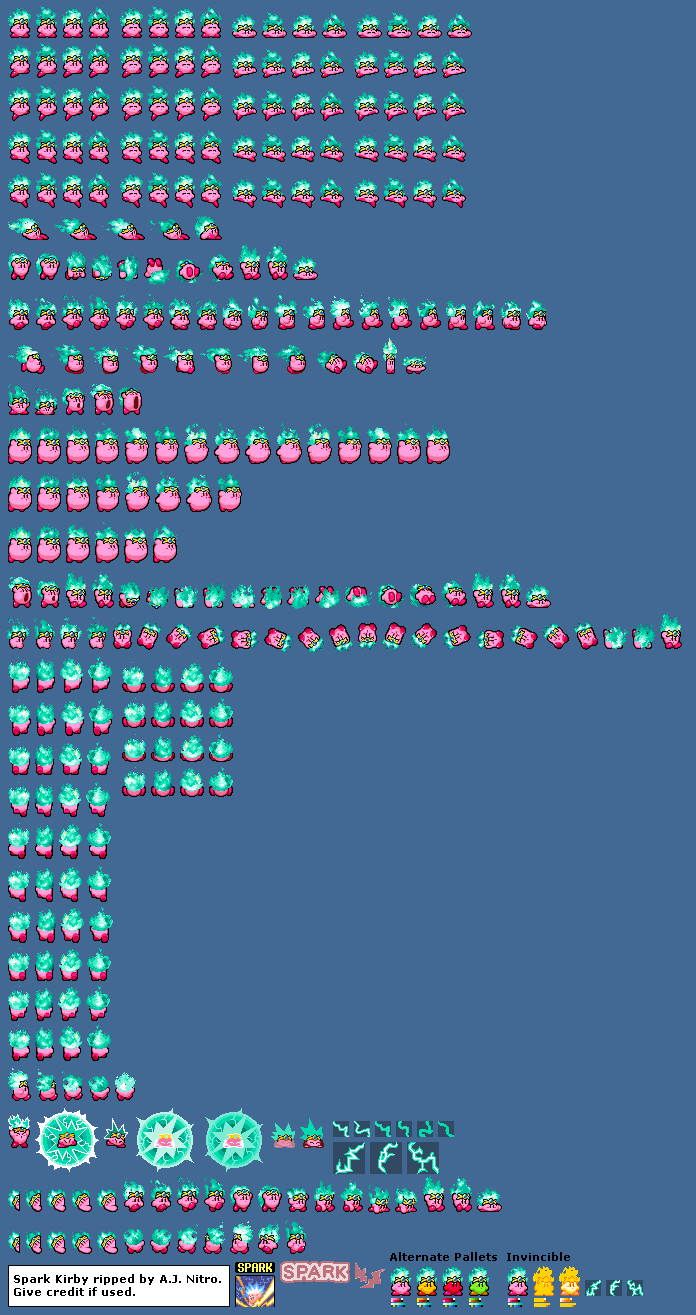 Alternate Pallets Invincible
Spark Kirby ripped by A.J. Nitro.
Give credit if used.
SPARK
SPARK